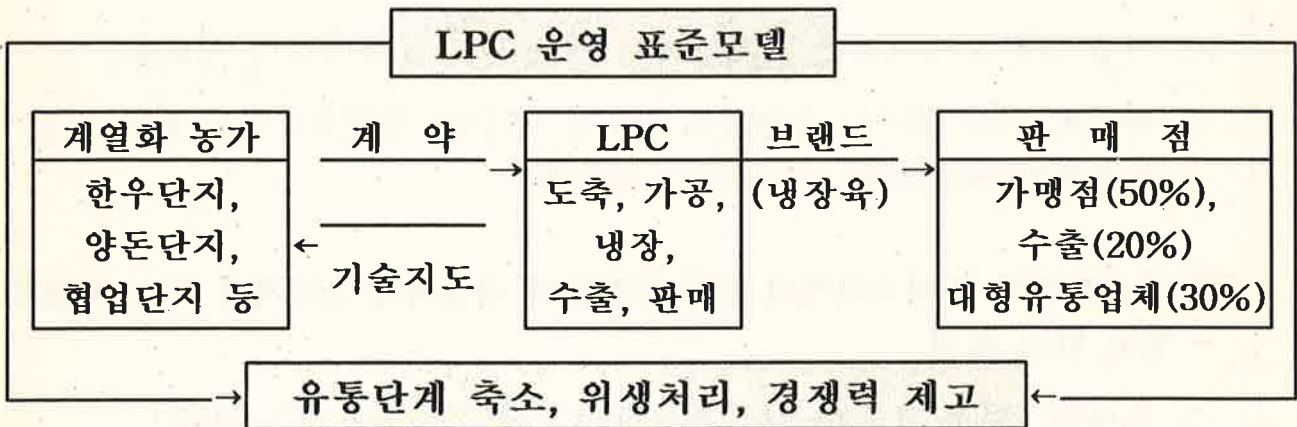 LPC 운영 표준모델
계열화 농가
한우단지,
양돈단지,
협업단지 등
계 약
→
←
기술지도
LPC
도축, 가공,
냉장,
수출, 판매
브랜드
(냉장육)
→
판 매 점
가맹점(50%),
수출(20%)
대형유통업체(30%)
→ 유통단계 축소, 위생처리, 경쟁력 제고 ←